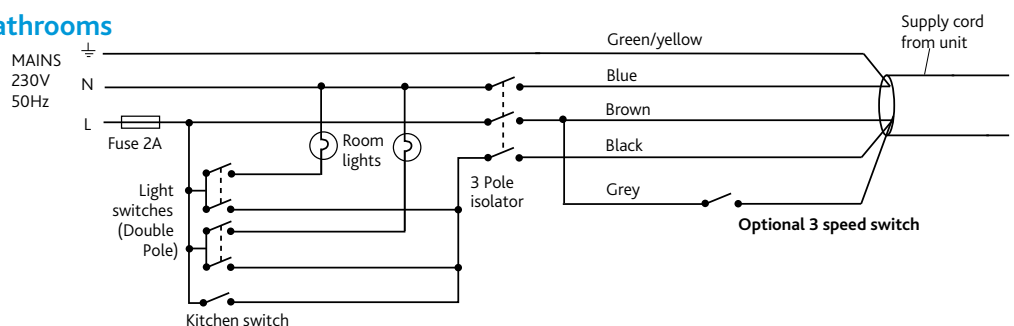 athrooms
MAINS
230V
50Hz
N
L
Fuse 2A
Room
lights
Light
switches
(Double
Pole)
Kitchen switch
3 Pole
isolator
Green/yellow
Blue
Brown
Black
Grey
Optional 3 speed switch
Supply cord
from unit